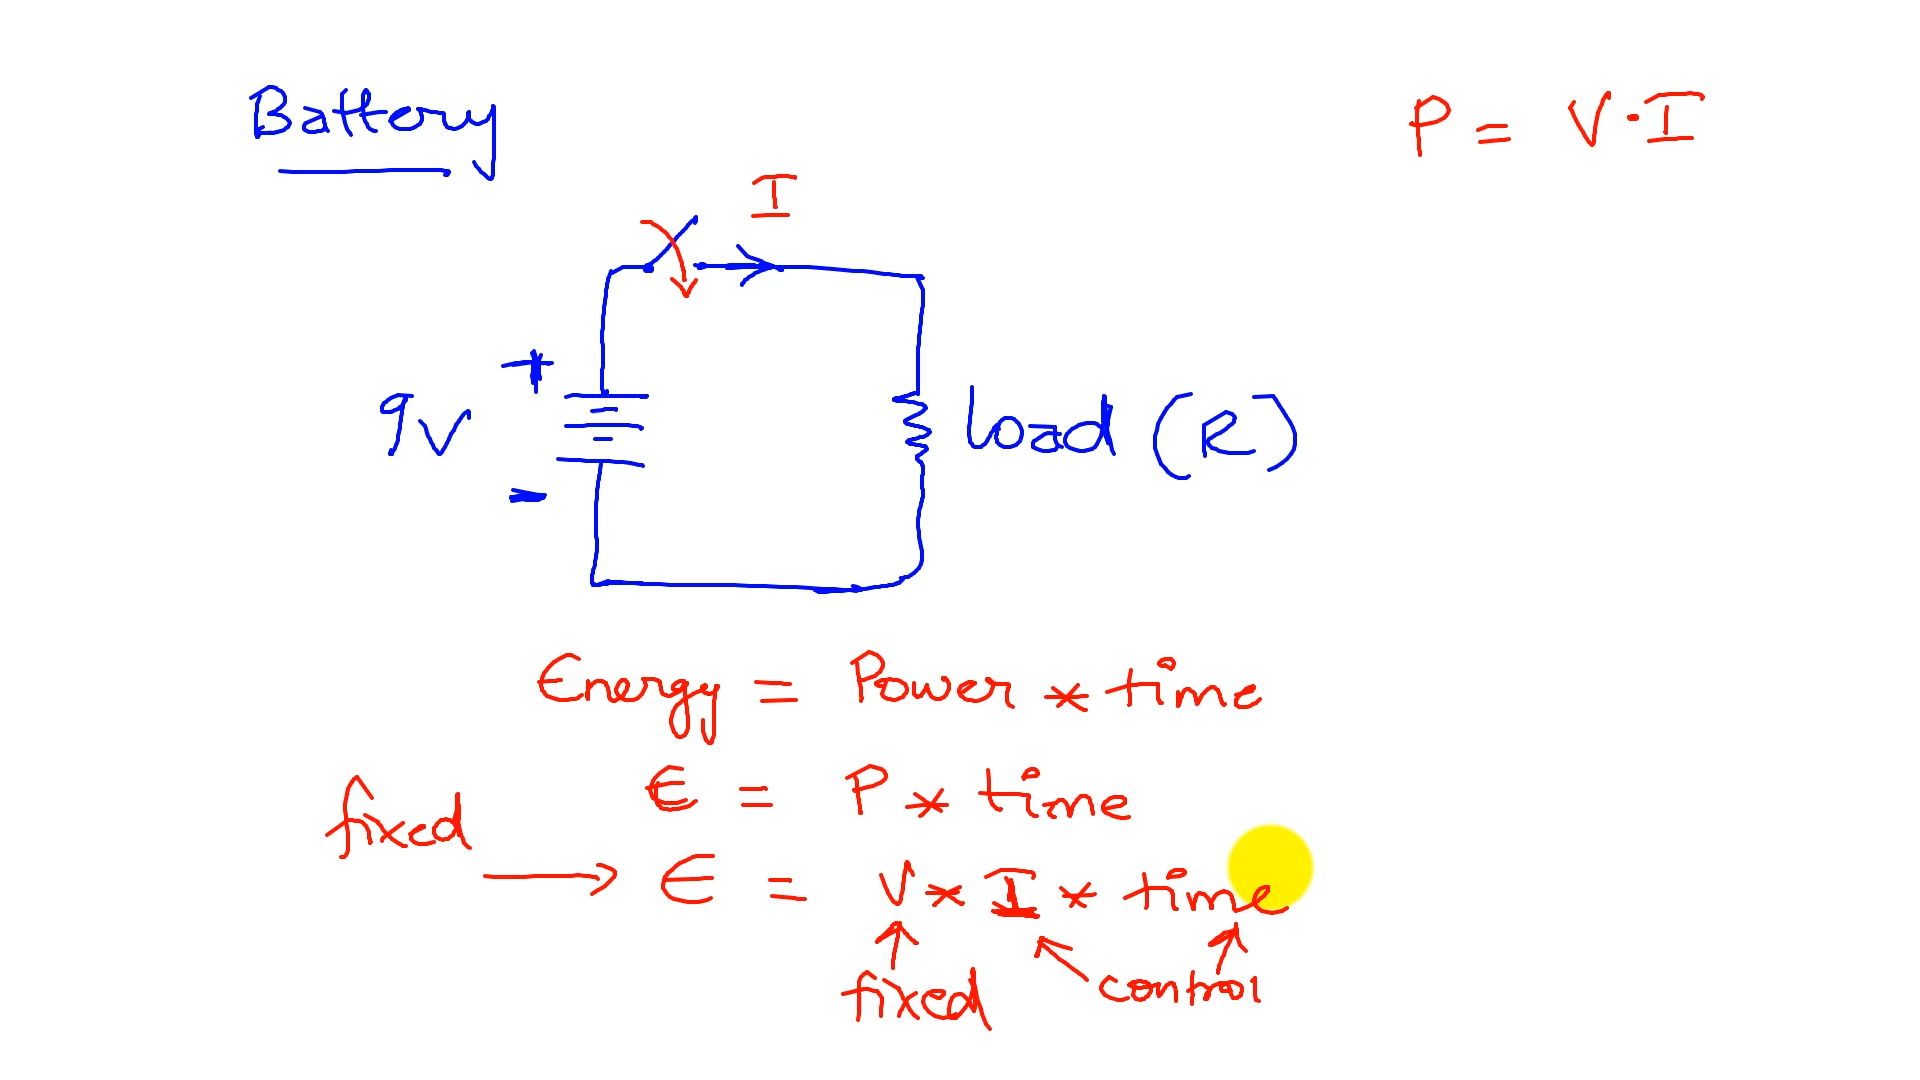 Battery
P = V · I
I
+
9V
load (R)
-
Energy = Power * time
E = P * time
fixed
E = V * I * time
fixed
control